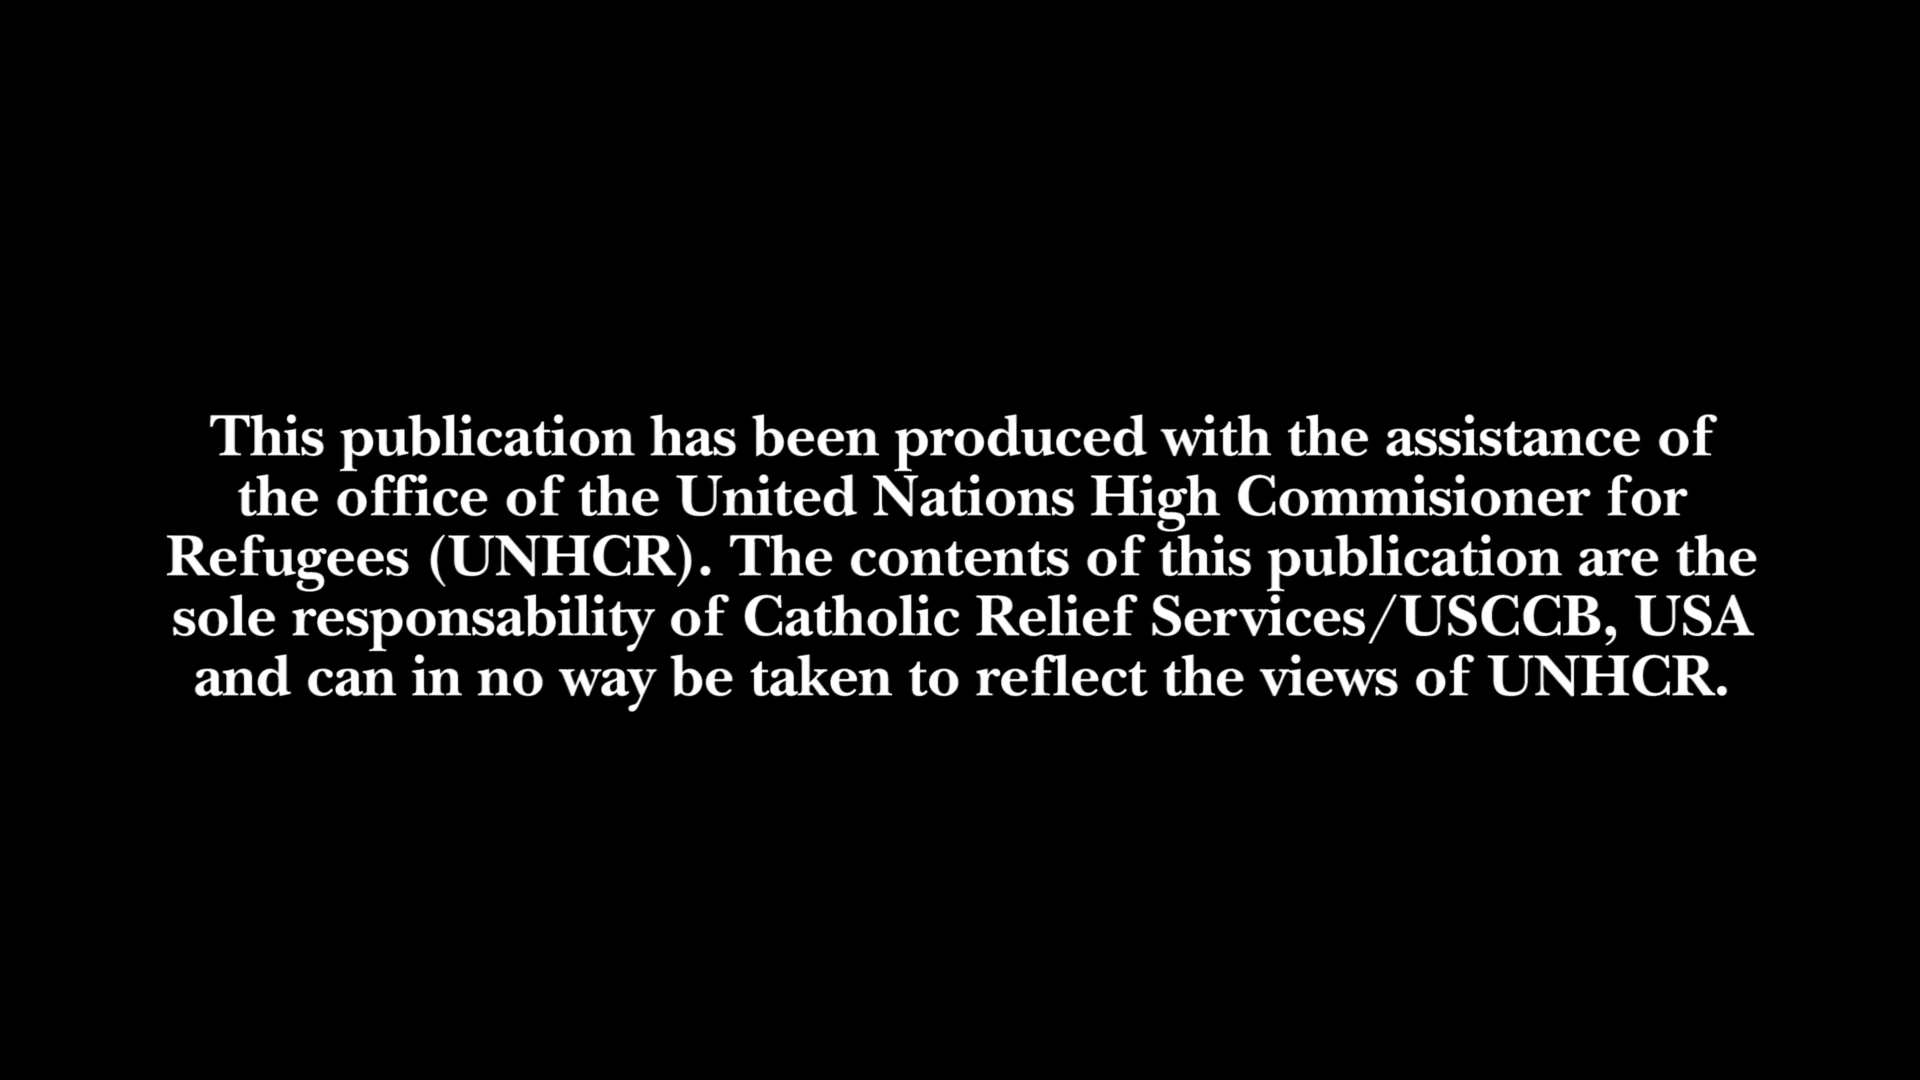 This publication has been produced with the assistance of
the office of the United Nations High Commisioner for
Refugees (UNHCR). The contents of this publication are the
sole responsability of Catholic Relief Services/USCCB, USA
and can in no way be taken to reflect the views of UNHCR.